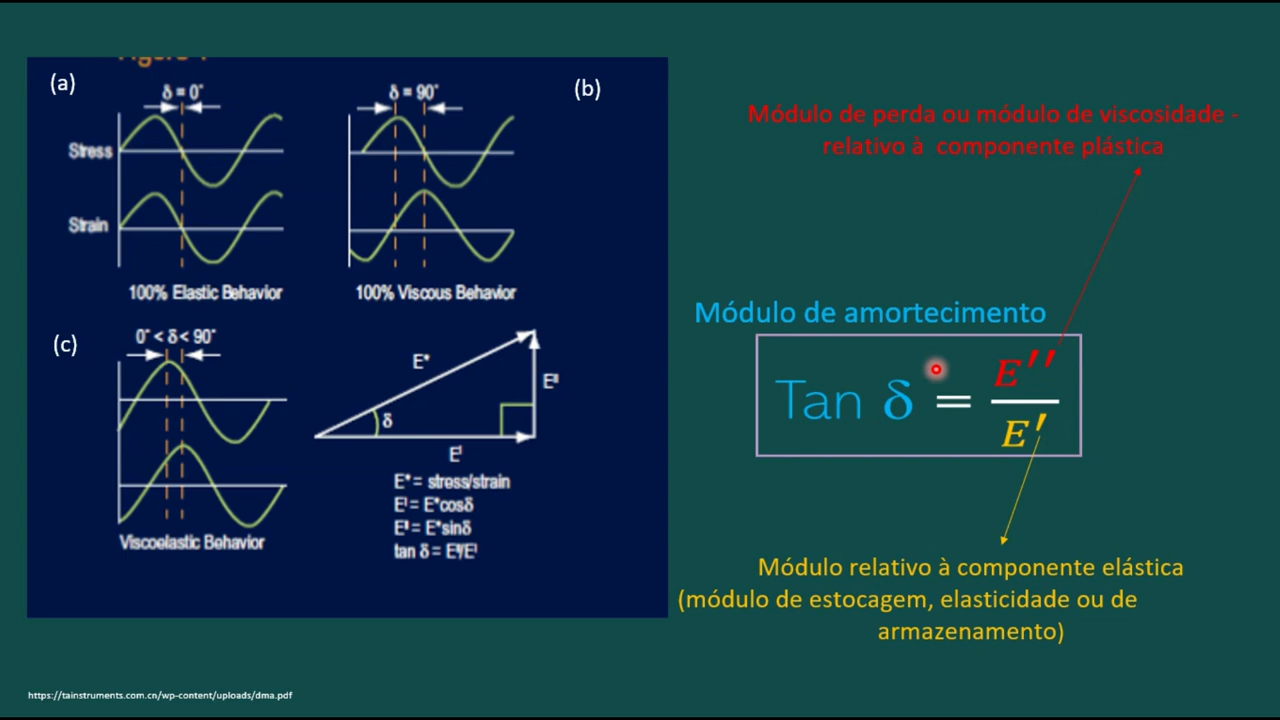 (a)
δ = 0°
(b)
δ = 90°
Stress
Strain
100% Elastic Behavior
100% Viscous Behavior
(c)
0° < δ < 90°
Viscoelastic Behavior
E*
E"
δ
E'
E* = stress/strain
E' = E*cosδ
E" = E*sinδ
tan δ = E"/E'
Módulo de perda ou módulo de viscosidade -
relativo à componente plástica
Módulo de amortecimento
Tan δ = E′′/E′
Módulo relativo à componente elástica
(módulo de estocagem, elasticidade ou de
armazenamento)
https://tainstruments.com.cn/wp-content/uploads/dma.pdf